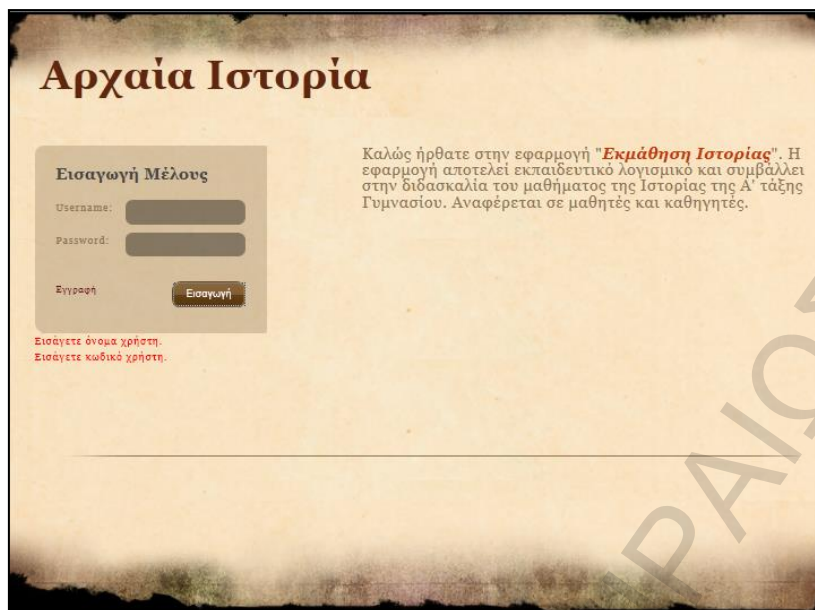 Αρχαία Ιστορία
Εισαγωγή Μέλους
Username:
Password:
Εγγραφή
Εισαγωγή
Εισάγετε όνομα χρήστη.
Εισάγετε κωδικό χρήστη.
Καλώς ήρθατε στην εφαρμογή "Εκμάθηση Ιστορίας". Η
εφαρμογή αποτελεί εκπαιδευτικό λογισμικό και συμβάλλει
στην διδασκαλία του μαθήματος της Ιστορίας της Α' τάξης
Γυμνασίου. Αναφέρεται σε μαθητές και καθηγητές.